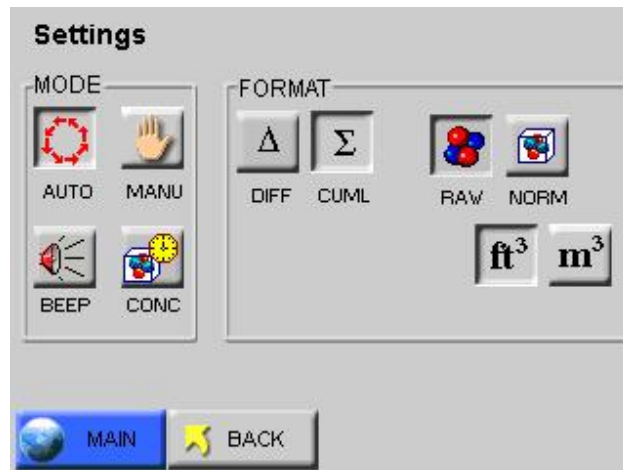 Settings
MODE
AUTO MANU
BEEP CONC
FORMAT
Δ Σ
DIFF CUML RAW NORM
ft³ m³
MAIN BACK